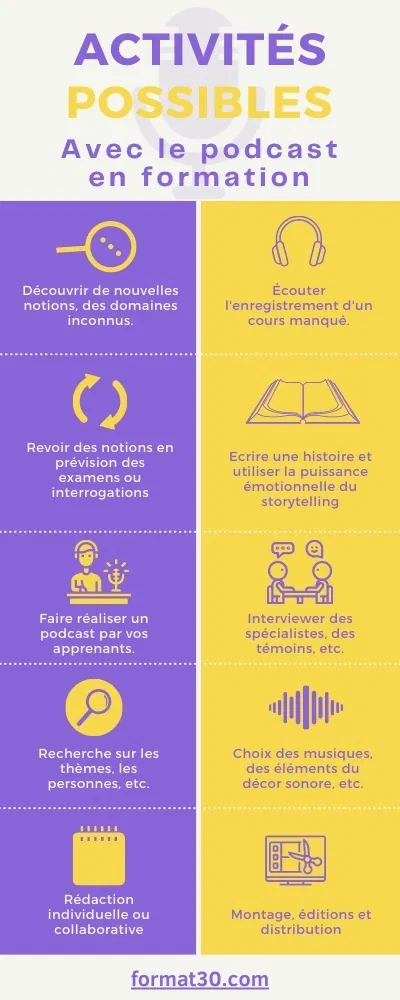 ACTIVITÉS
POSSIBLES
Avec le podcast
en formation
Découvrir de nouvelles
notions, des domaines
inconnus.
Écouter
l'enregistrement d'un
cours manqué.
Revoir des notions en
prévision des
examens ou
interrogations
Ecrire une histoire et
utiliser la puissance
émotionnelle du
storytelling
Faire réaliser un
podcast par vos
apprenants.
Interviewer des
spécialistes, des
témoins, etc.
Recherche sur les
thèmes, les
personnes, etc.
Choix des musiques,
des éléments du
décor sonore, etc.
Rédaction
individuelle ou
collaborative
Montage, éditions et
distribution
format30.com